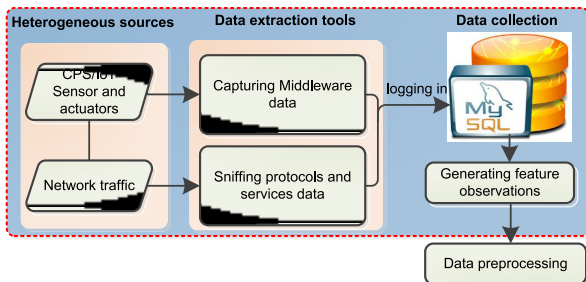 Heterogeneous sources
Data extraction tools
Data collection
CPS/IoT
Sensor and
actuators
Capturing Middleware
data
logging in
My
SQL
Network traffic
Sniffing protocols and
services data
Generating feature
observations
Data preprocessing